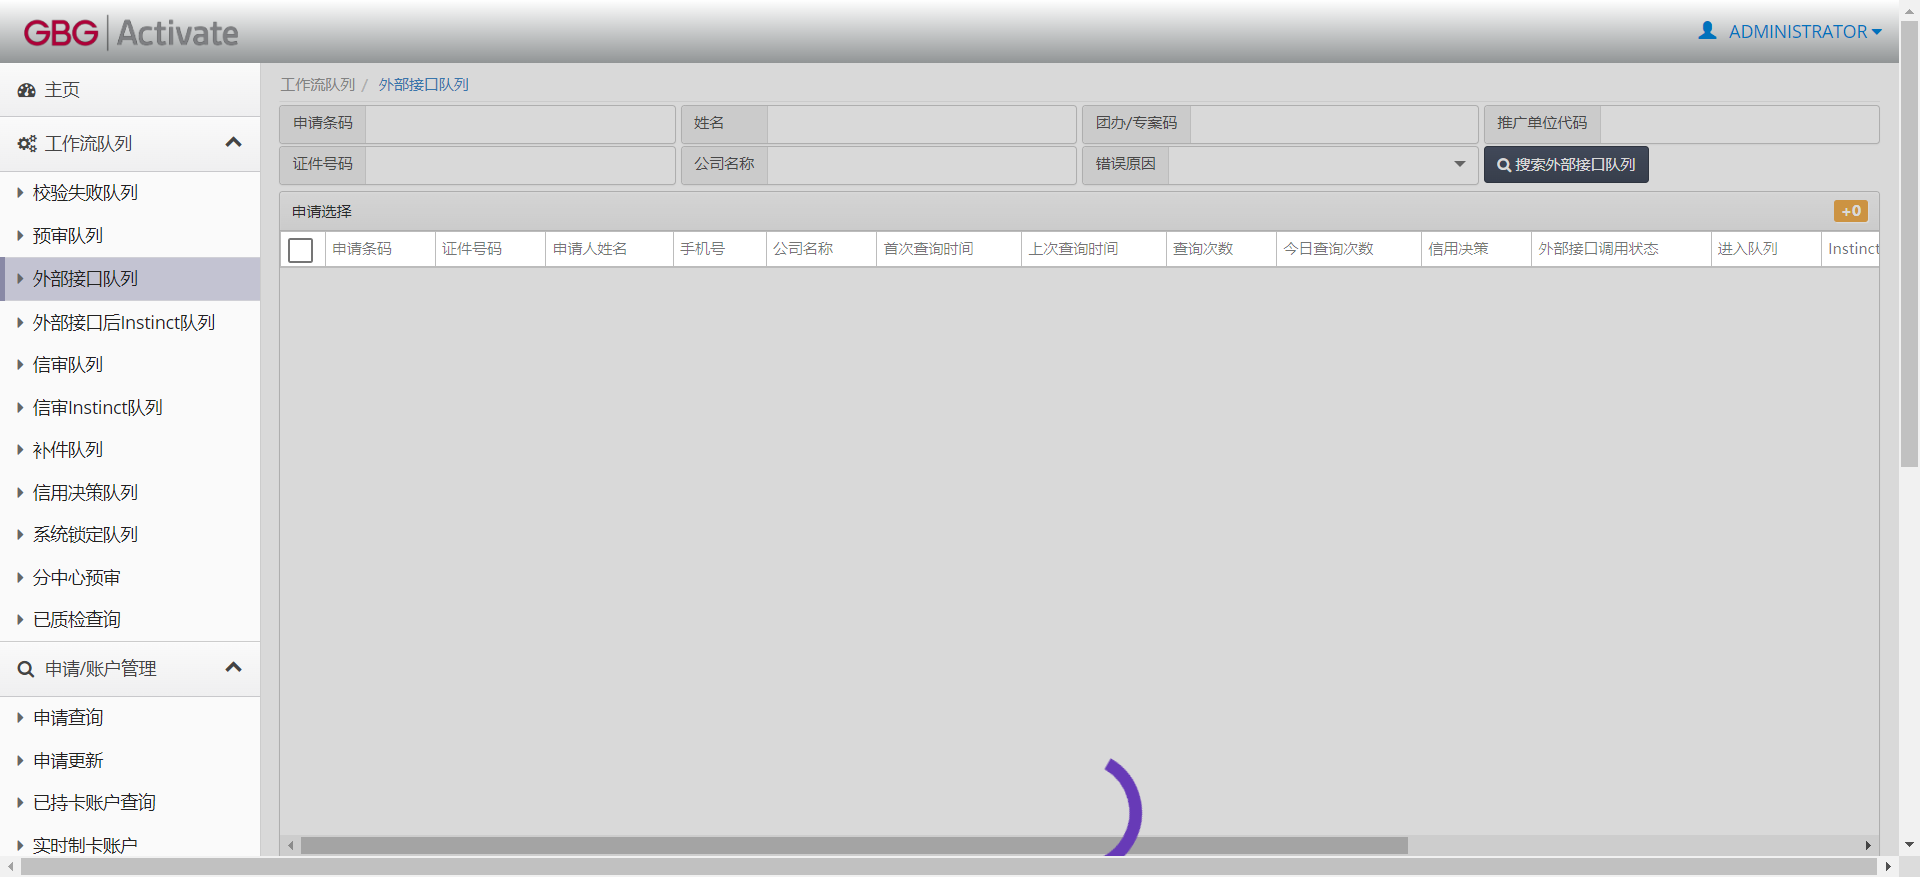 GBG Activate
ADMINISTRATOR
主页
工作流队列
校验失败队列
预审队列
外部接口队列
外部接口后Instinct队列
信审队列
信审Instinct队列
补件队列
信用决策队列
系统锁定队列
分中心预审
已质检查询
申请/账户管理
申请查询
申请更新
已持卡账户查询
实时制卡账户
工作流队列 / 外部接口队列
申请条码 姓名 团办/专案码 推广单位代码
证件号码 公司名称 错误原因 搜索外部接口队列
申请选择 +0
申请条码 证件号码 申请人姓名 手机号 公司名称 首次查询时间 上次查询时间 查询次数 今日查询次数 信用决策 外部接口调用状态 进入队列 Instinct